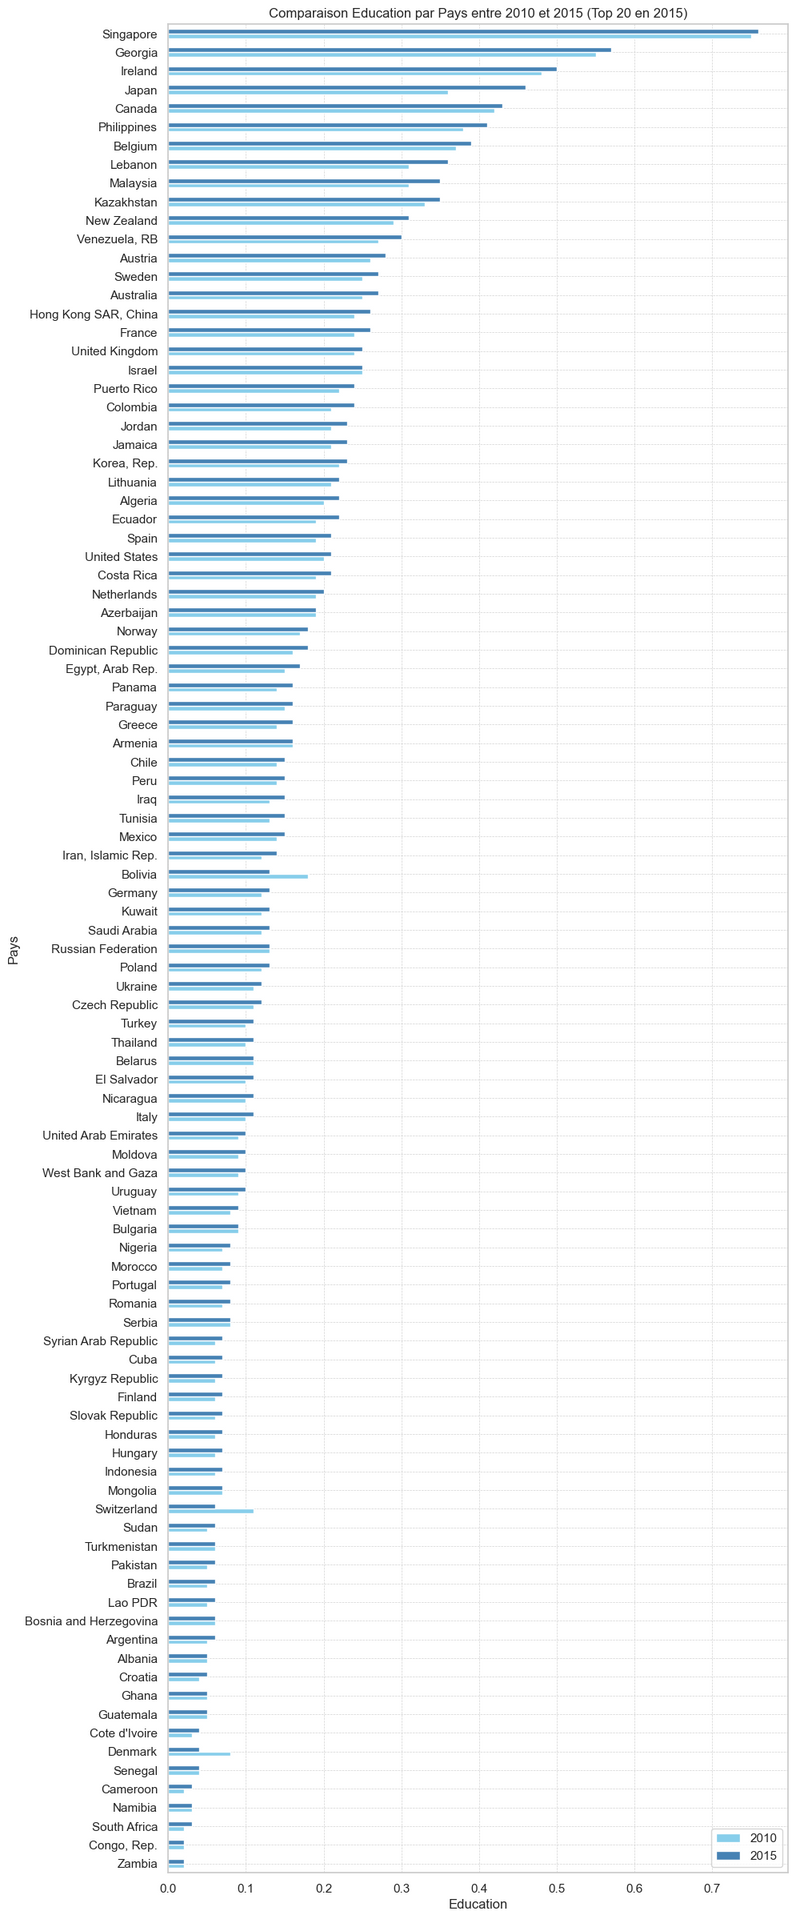 Comparaison Education par Pays entre 2010 et 2015 (Top 20 en 2015)
Singapore
Georgia
Ireland
Japan
Canada
Philippines
Belgium
Lebanon
Malaysia
Kazakhstan
New Zealand
Venezuela, RB
Austria
Sweden
Australia
Hong Kong SAR, China
France
United Kingdom
Israel
Puerto Rico
Colombia
Jordan
Jamaica
Korea, Rep.
Lithuania
Algeria
Ecuador
Spain
United States
Costa Rica
Netherlands
Azerbaijan
Norway
Dominican Republic
Egypt, Arab Rep.
Panama
Paraguay
Greece
Armenia
Chile
Peru
Iraq
Tunisia
Mexico
Iran, Islamic Rep.
Bolivia
Germany
Kuwait
Saudi Arabia
Russian Federation
Poland
Ukraine
Czech Republic
Turkey
Thailand
Belarus
El Salvador
Nicaragua
Italy
United Arab Emirates
Moldova
West Bank and Gaza
Uruguay
Vietnam
Bulgaria
Nigeria
Morocco
Portugal
Romania
Serbia
Syrian Arab Republic
Cuba
Kyrgyz Republic
Finland
Slovak Republic
Honduras
Hungary
Indonesia
Mongolia
Switzerland
Sudan
Turkmenistan
Pakistan
Brazil
Lao PDR
Bosnia and Herzegovina
Argentina
Albania
Croatia
Ghana
Guatemala
Cote d'Ivoire
Denmark
Senegal
Cameroon
Namibia
South Africa
Congo, Rep.
Zambia
Pays
2010
2015
0.0 0.1 0.2 0.3 0.4 0.5 0.6 0.7
Education